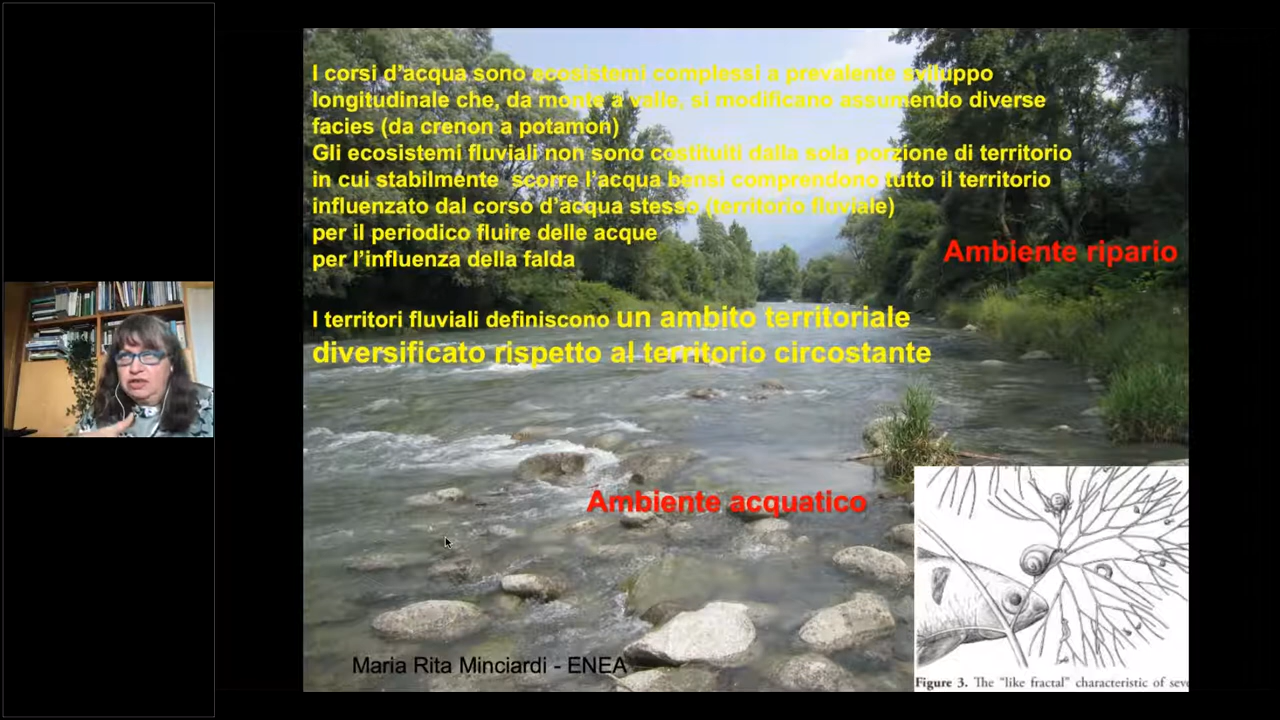 I corsi d'acqua sono ecosistemi complessi a prevalente sviluppo
longitudinale che, da monte a valle, si modificano assumendo diverse
facies (da crenon a potamon)
Gli ecosistemi fluviali non sono costituiti dalla sola porzione di territorio
in cui stabilmente scorre l'acqua bensì comprendono tutto il territorio
influenzato dal corso d'acqua stesso (territorio fluviale)
per il periodico fluire delle acque
per l'influenza della falda
Ambiente ripario
I territori fluviali definiscono un ambito territoriale
diversificato rispetto al territorio circostante
Ambiente acquatico
Maria Rita Minciardi - ENEA
Figure 3. The "like fractal" characteristic of seve